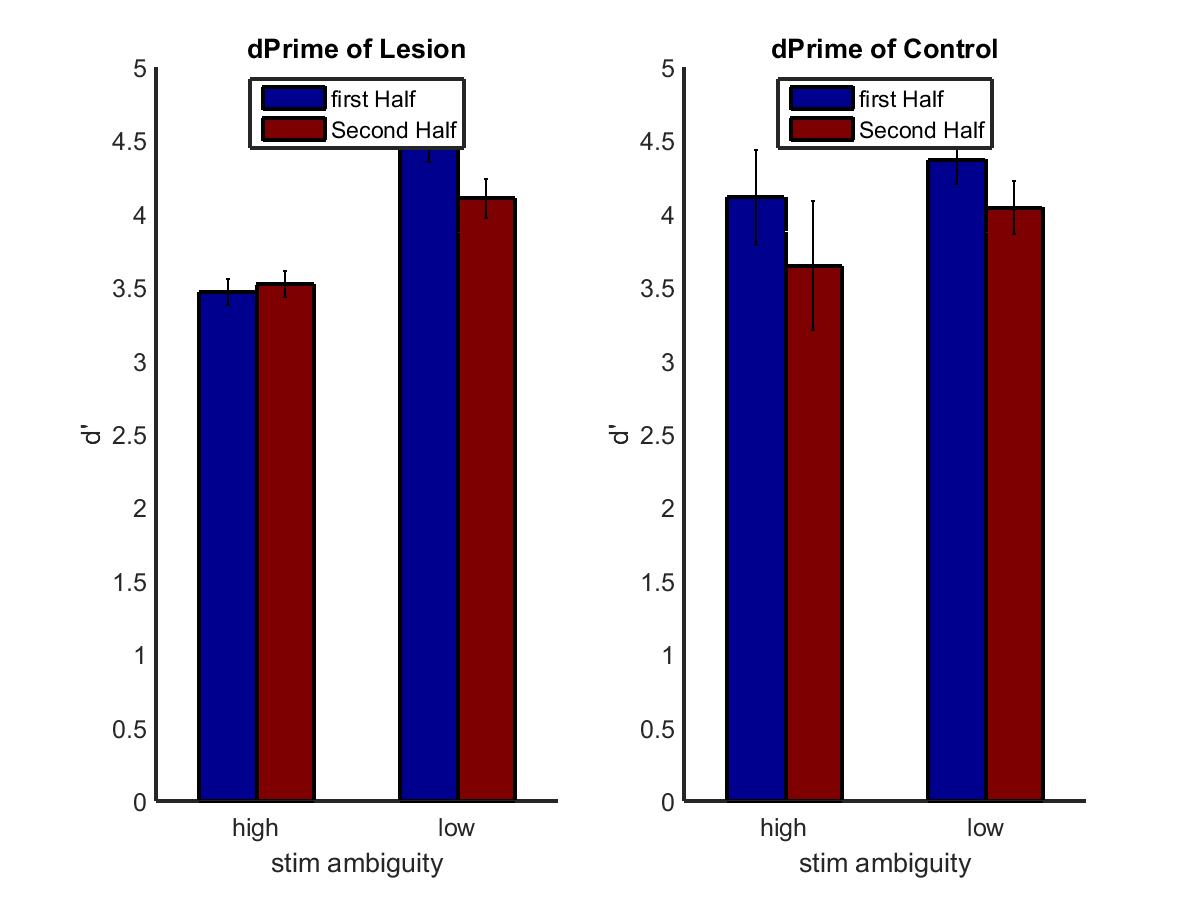 dPrime of Lesion
5
4.5
4
3.5
3
2.5
2
1.5
1
0.5
0
d'
first Half
Second Half
high
low
stim ambiguity
dPrime of Control
5
4.5
4
3.5
3
2.5
2
1.5
1
0.5
0
d'
first Half
Second Half
high
low
stim ambiguity